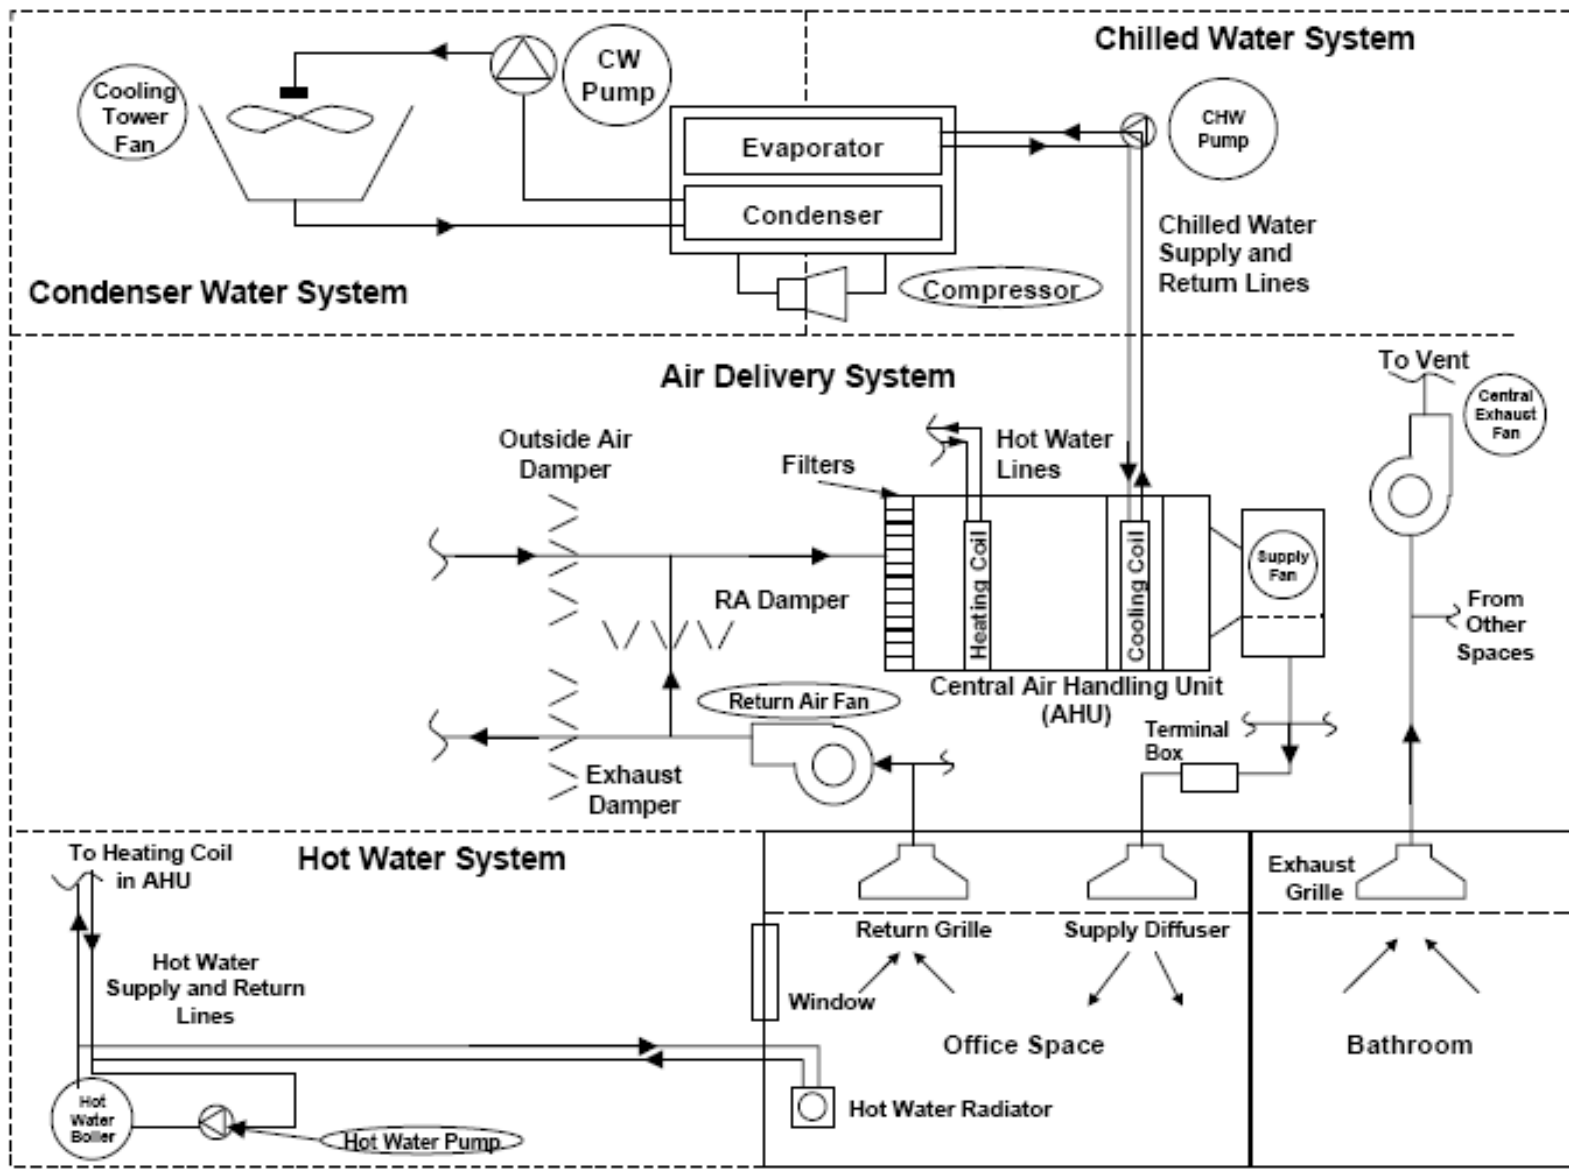 Chilled Water System
CW
Pump
Cooling
Tower
Fan
CHW
Pump
Evaporator
Condenser
Chilled Water
Supply and
Return Lines
Condenser Water System
Compressor
Air Delivery System
To Vent
Central
Exhaust
Fan
Outside Air
Damper
Filters
Hot Water
Lines
Heating Coil
Cooling Coil
Supply
Fan
RA Damper
From
Other
Spaces
Central Air Handling Unit
(AHU)
Return Air Fan
Terminal
Box
Exhaust
Damper
To Heating Coil
in AHU
Hot Water System
Exhaust
Grille
Return Grille
Supply Diffuser
Hot Water
Supply and Return
Lines
Window
Office Space
Bathroom
Hot
Water
Boiler
Hot Water Radiator
Hot Water Pump